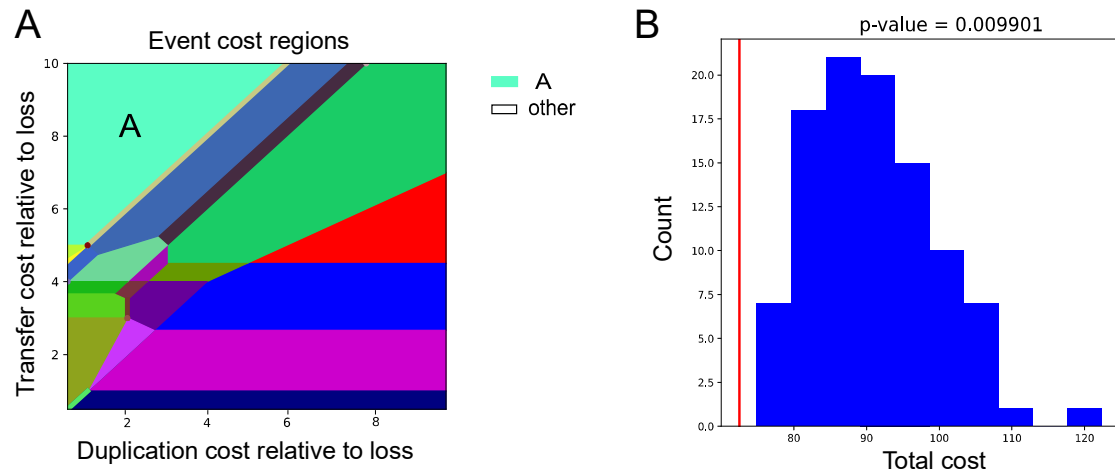 A
Event cost regions
10
8
6
4
2
2
4
6
8
Transfer cost relative to loss
Duplication cost relative to loss
A
A
other
B
p-value = 0.009901
20.0
17.5
15.0
12.5
10.0
7.5
5.0
2.5
0.0
80
90
100
110
120
Count
Total cost